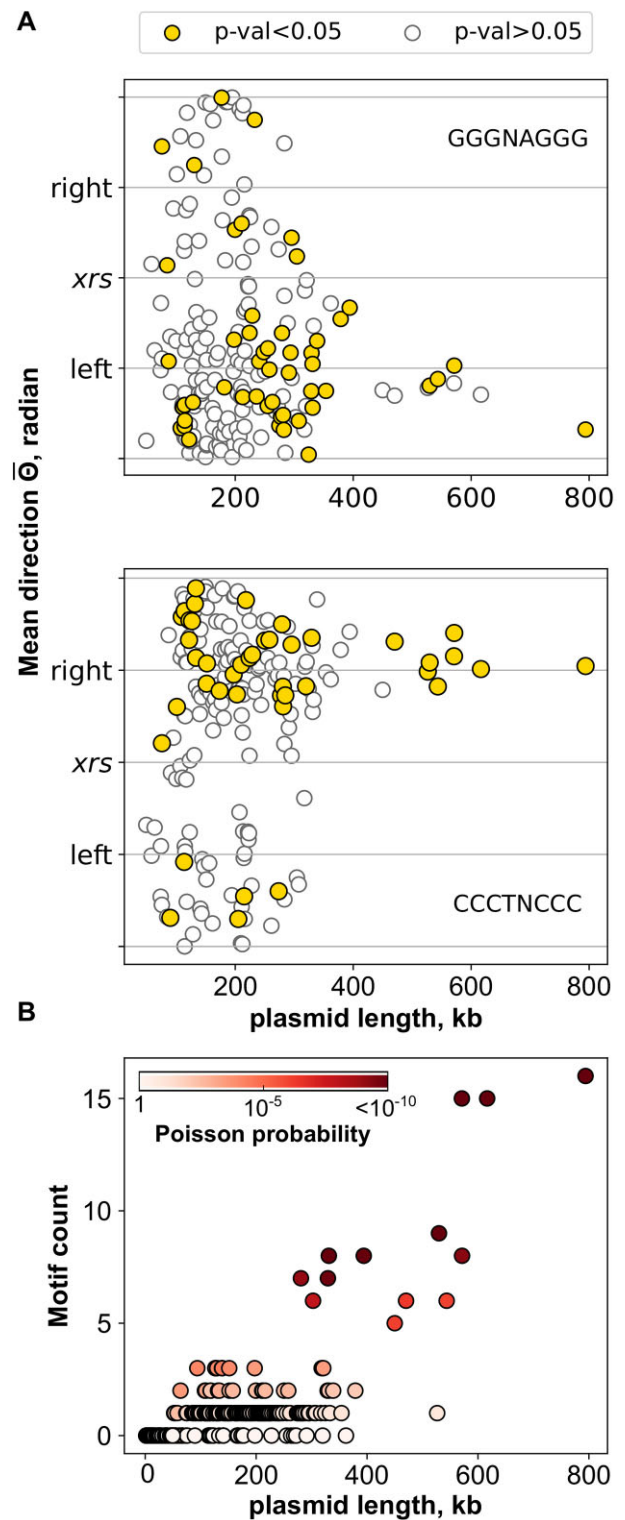 A
p-val<0.05 p-val>0.05
GGGNAGGG
right
xrs
left
200 400 600 800
Mean direction Θ̅, radian
right
xrs
left
CCCTNCCC
200 400 600 800
plasmid length, kb
B
1 10⁻⁵ <10⁻¹⁰
Poisson probability
15
10
5
0
Motif count
0 200 400 600 800
plasmid length, kb